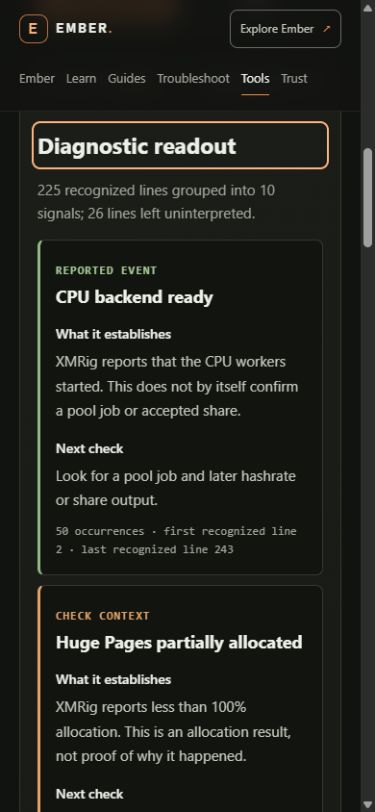 E EMBER.
Explore Ember ↗
Ember Learn Guides Troubleshoot Tools Trust
Diagnostic readout
225 recognized lines grouped into 10
signals; 26 lines left uninterpreted.
REPORTED EVENT
CPU backend ready
What it establishes
XMRig reports that the CPU workers
started. This does not by itself confirm
a pool job or accepted share.
Next check
Look for a pool job and later hashrate
or share output.
50 occurrences · first recognized line
2 · last recognized line 243
CHECK CONTEXT
Huge Pages partially allocated
What it establishes
XMRig reports less than 100%
allocation. This is an allocation result,
not proof of why it happened.
Next check